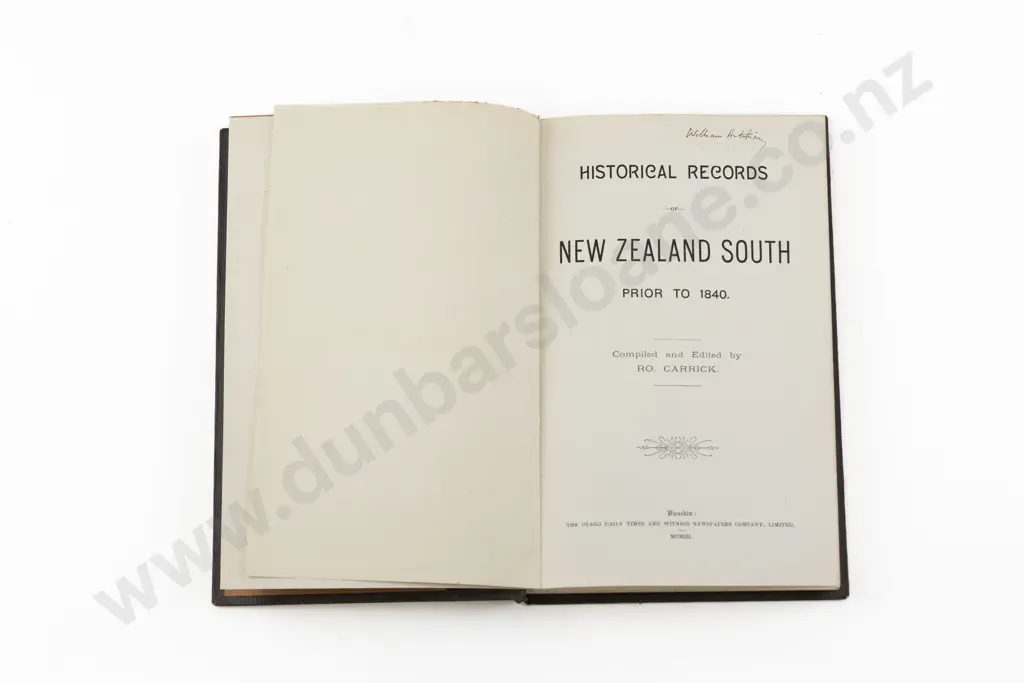 William
HISTORICAL RECORDS
—OF—
NEW ZEALAND SOUTH
PRIOR TO 1840.
Compiled and Edited by
RO. CARRICK.
Dunedin:
THE OTAGO DAILY TIMES AND WITNESS NEWSPAPERS COMPANY, LIMITED.
MCMIII.
www.dunbarsloane.co.nz